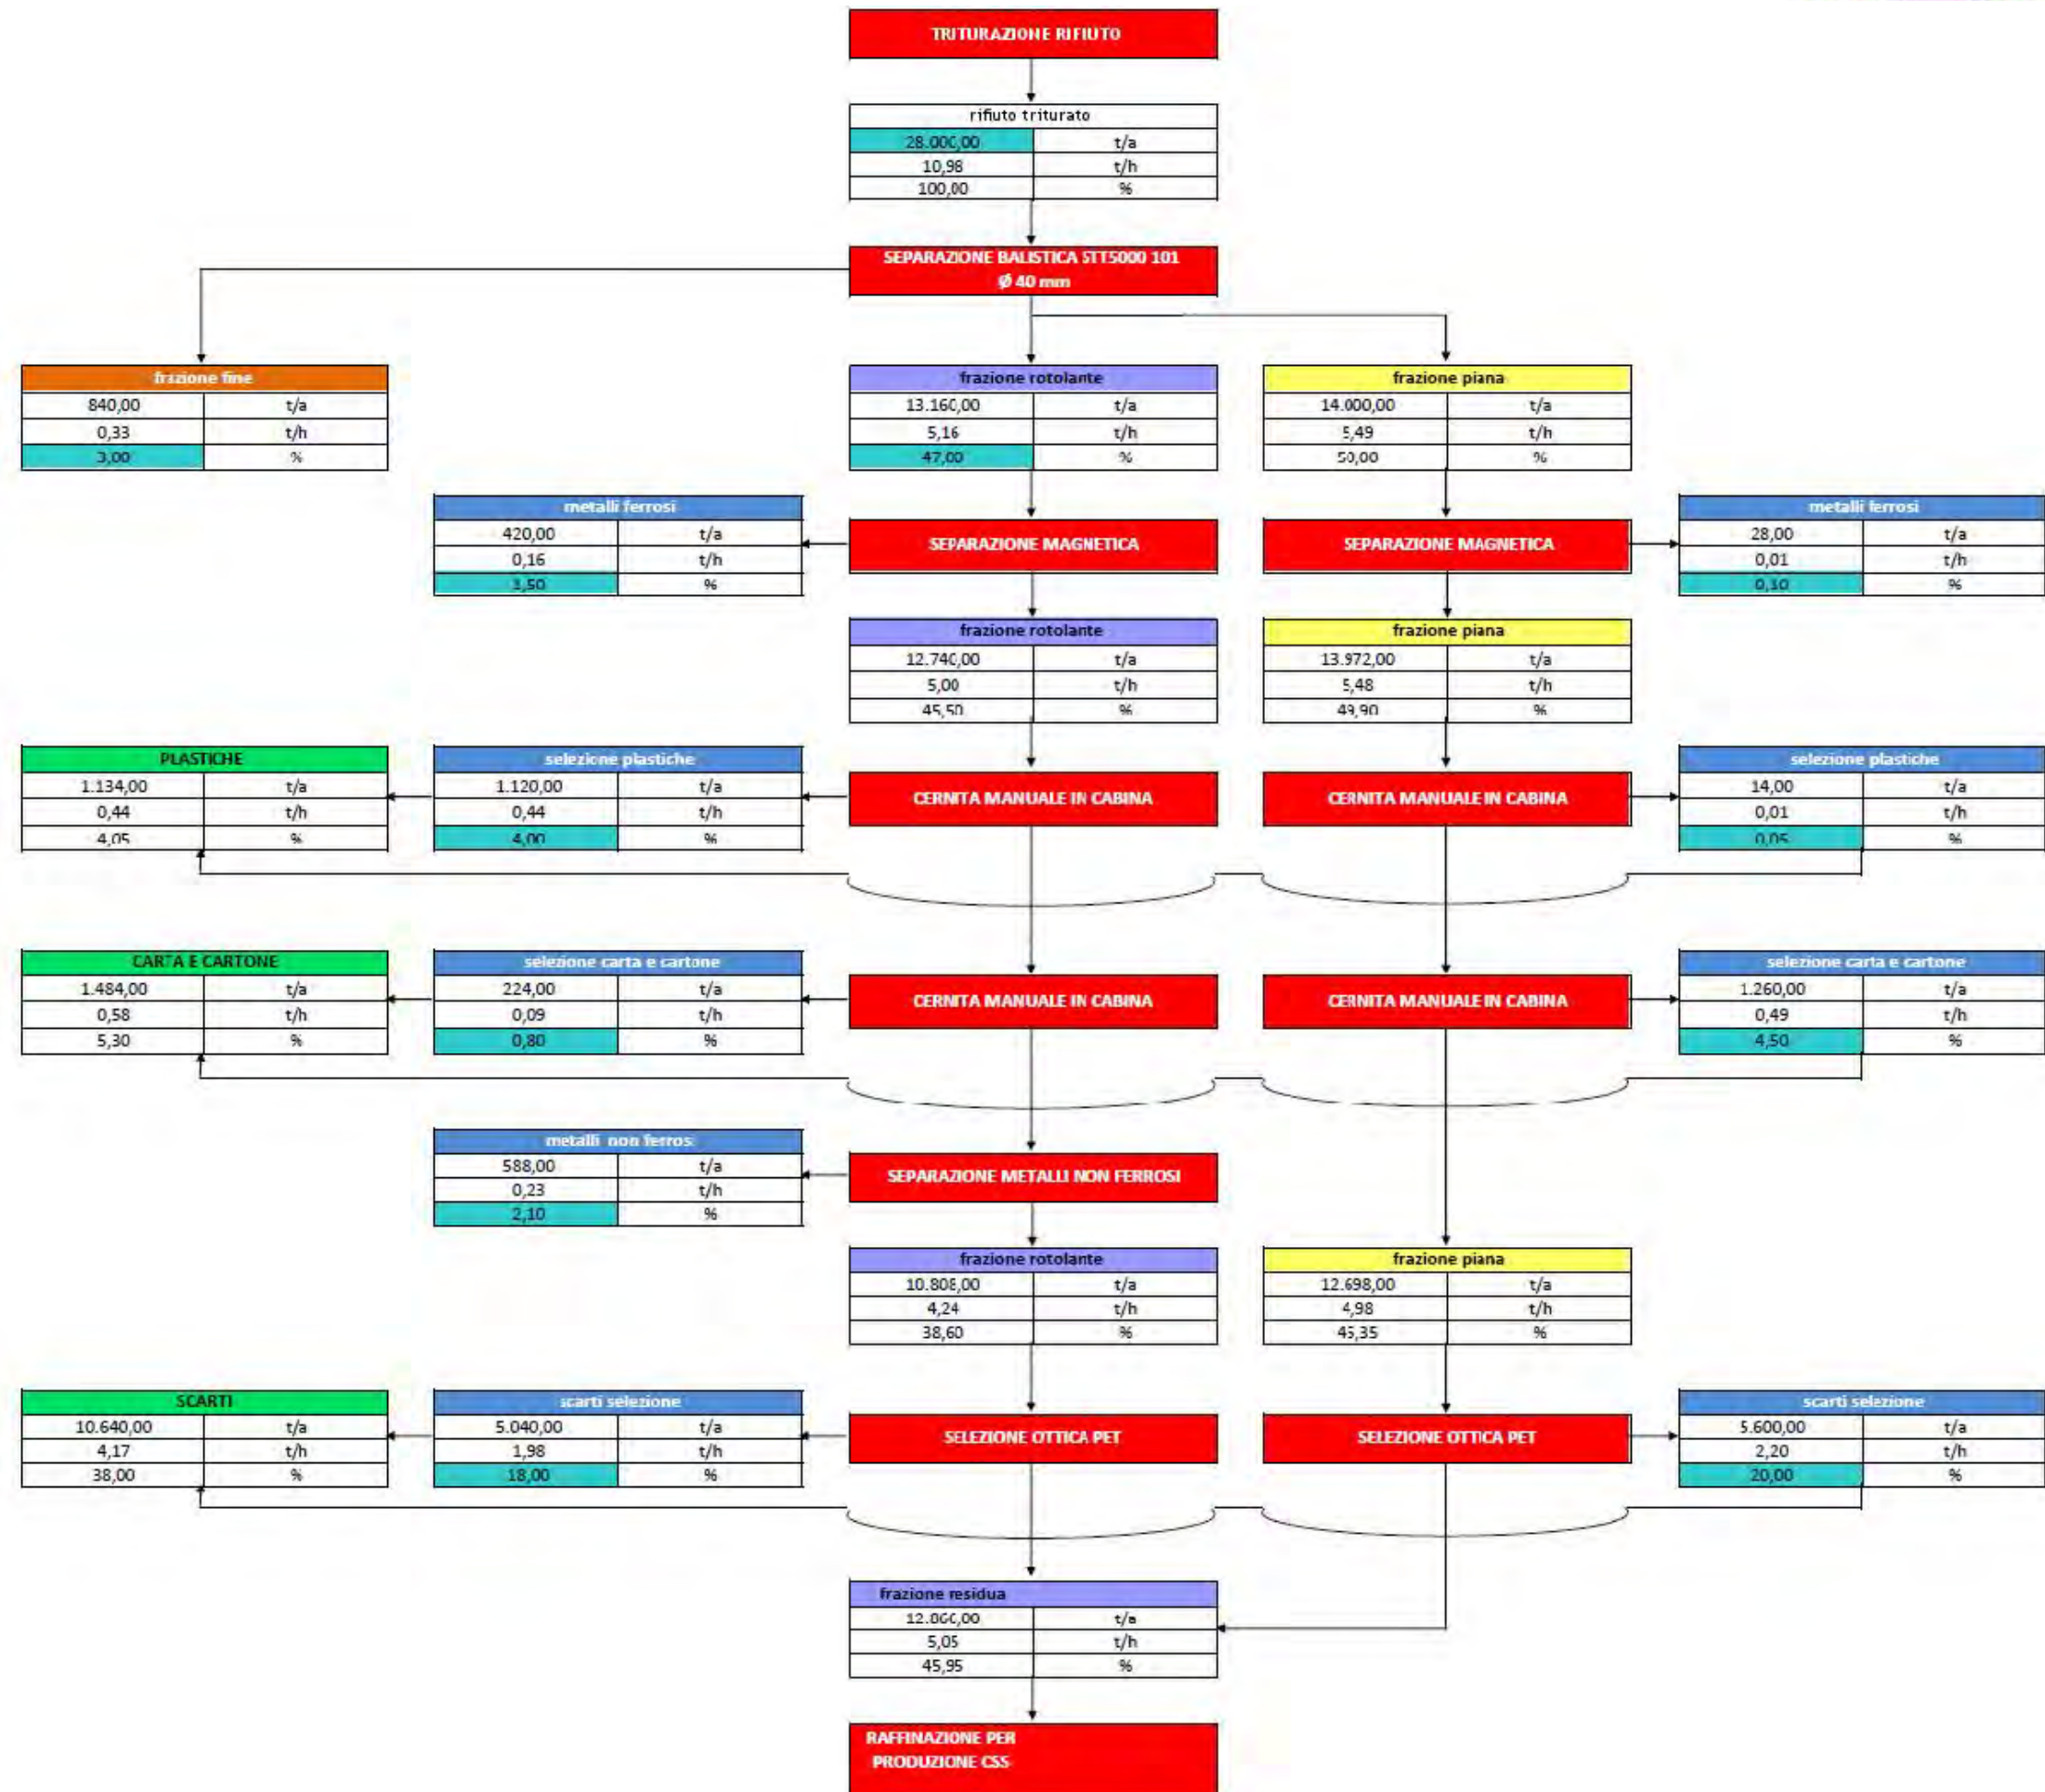 TRITURAZIONE RIFIUTO
rifiuto triturato
28.000,00 t/a
10,98 t/h
100,00 %
SEPARAZIONE BALISTICA STT5000 101
Ø 40 mm
frazione fine
840,00 t/a
0,33 t/h
3,00 %
frazione rotolante
13.160,00 t/a
5,16 t/h
47,00 %
frazione piana
14.000,00 t/a
5,49 t/h
50,00 %
metalli ferrosi
420,00 t/a
0,16 t/h
1,50 %
SEPARAZIONE MAGNETICA
SEPARAZIONE MAGNETICA
metalli ferrosi
28,00 t/a
0,01 t/h
0,10 %
frazione rotolante
12.740,00 t/a
5,00 t/h
45,50 %
frazione piana
13.972,00 t/a
5,48 t/h
49,90 %
PLASTICHE
1.134,00 t/a
0,44 t/h
4,05 %
selezione plastiche
1.120,00 t/a
0,44 t/h
4,00 %
CERNITA MANUALE IN CABINA
CERNITA MANUALE IN CABINA
selezione plastiche
14,00 t/a
0,01 t/h
0,05 %
CARTA E CARTONE
1.484,00 t/a
0,58 t/h
5,30 %
selezione carta e cartone
224,00 t/a
0,09 t/h
0,80 %
CERNITA MANUALE IN CABINA
CERNITA MANUALE IN CABINA
selezione carta e cartone
1.260,00 t/a
0,49 t/h
4,50 %
metalli non ferrosi
588,00 t/a
0,23 t/h
2,10 %
SEPARAZIONE METALLI NON FERROSI
frazione rotolante
10.808,00 t/a
4,24 t/h
38,60 %
frazione piana
12.698,00 t/a
4,98 t/h
45,35 %
SCARTI
10.640,00 t/a
4,17 t/h
38,00 %
scarti selezione
5.040,00 t/a
1,98 t/h
18,00 %
SELEZIONE OTTICA PET
SELEZIONE OTTICA PET
scarti selezione
5.600,00 t/a
2,20 t/h
20,00 %
frazione residua
12.866,00 t/a
5,05 t/h
45,95 %
RAFFINAZIONE PER
PRODUZIONE CSS